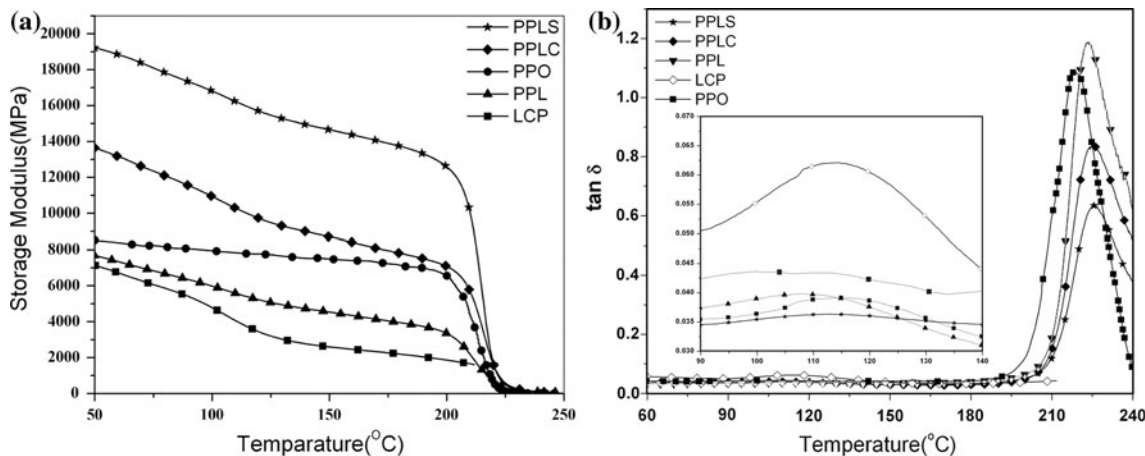 (a)
20000
18000
16000
14000
12000
10000
8000
6000
4000
2000
0
Storage Modulus(MPa)
PPLS
PPLC
PPO
PPL
LCP
50
100
150
200
250
Temparature(°C)
(b)
1.2
1.0
0.8
0.6
0.4
0.2
0.0
tan δ
PPLS
PPLC
PPL
LCP
PPO
0.070
0.065
0.060
0.055
0.050
0.045
0.040
0.035
0.030
90
100
110
120
130
140
60
90
120
150
180
210
240
Temperature(°C)